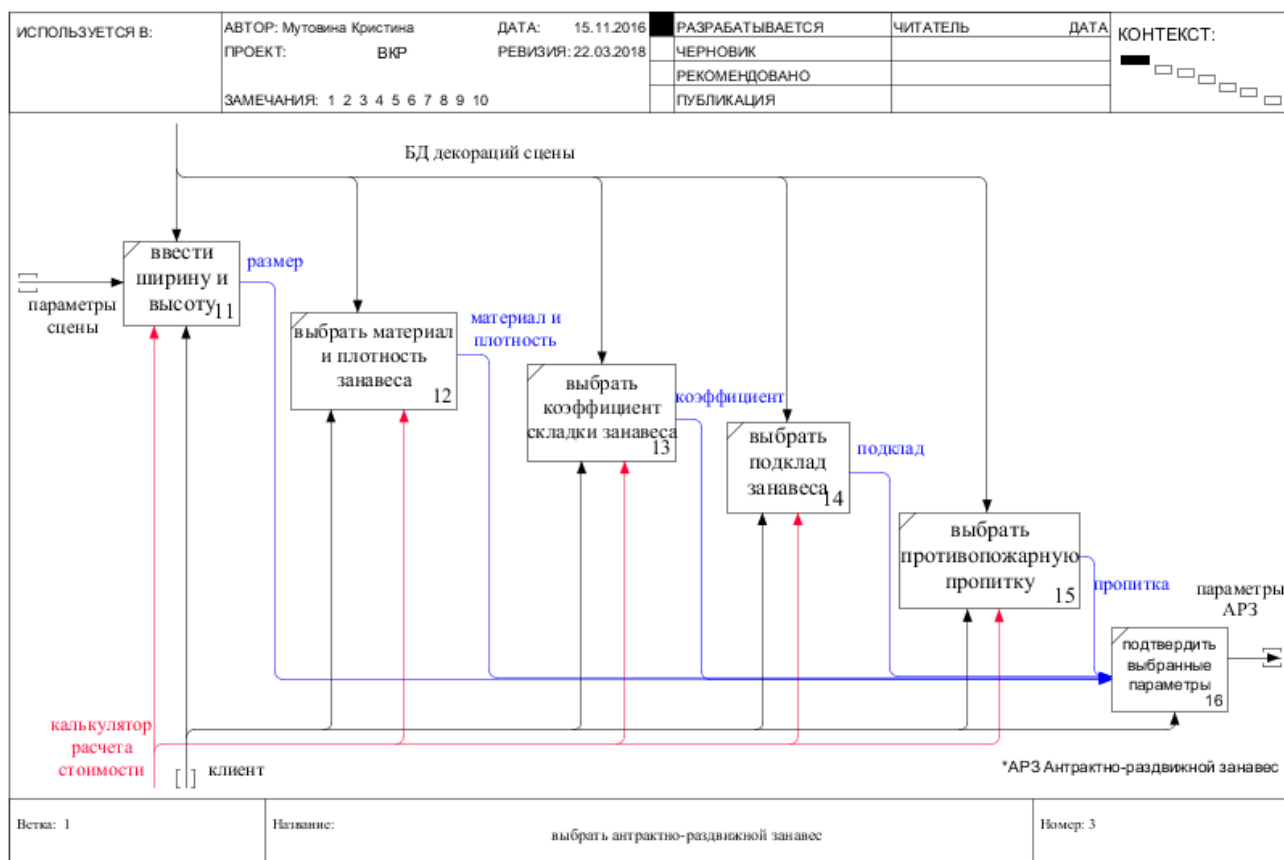 ИСПОЛЬЗУЕТСЯ В:
АВТОР: Мутовина Кристина
ДАТА: 15.11.2016
ПРОЕКТ: ВКР
РЕВИЗИЯ: 22.03.2018
ЗАМЕЧАНИЯ: 1 2 3 4 5 6 7 8 9 10
РАЗРАБАТЫВАЕТСЯ
ЧЕРНОВИК
РЕКОМЕНДОВАНО
ПУБЛИКАЦИЯ
ЧИТАТЕЛЬ ДАТА
КОНТЕКСТ:
БД декораций сцены
ввести
ширину и
высоту
11
размер
параметры
сцены
выбрать материал
и плотность
занавеса
12
материал и
плотность
выбрать
коэффициент
складки занавеса
13
коэффициент
выбрать
подклад
занавеса
14
подклад
выбрать
противопожарную
пропитку
15
пропитка
параметры
АРЗ
подтвердить
выбранные
параметры
16
калькулятор
расчета
стоимости
клиент
*АРЗ Антрактно-раздвижной занавес
Ветка: 1
Название:
выбрать антрактно-раздвижной занавес
Номер: 3